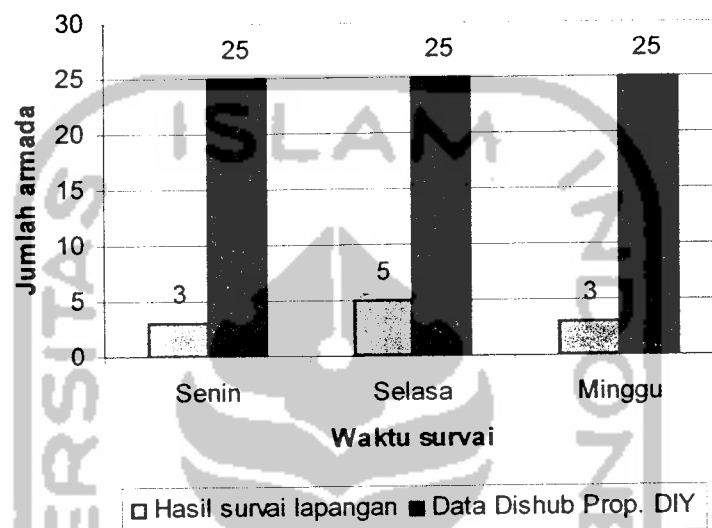 30
25
20
15
10
5
0
Jumlah armada
25 25 25
3 5 3
Senin Selasa Minggu
Waktu survai
Hasil survai lapangan Data Dishub Prop. DIY
ISLAM